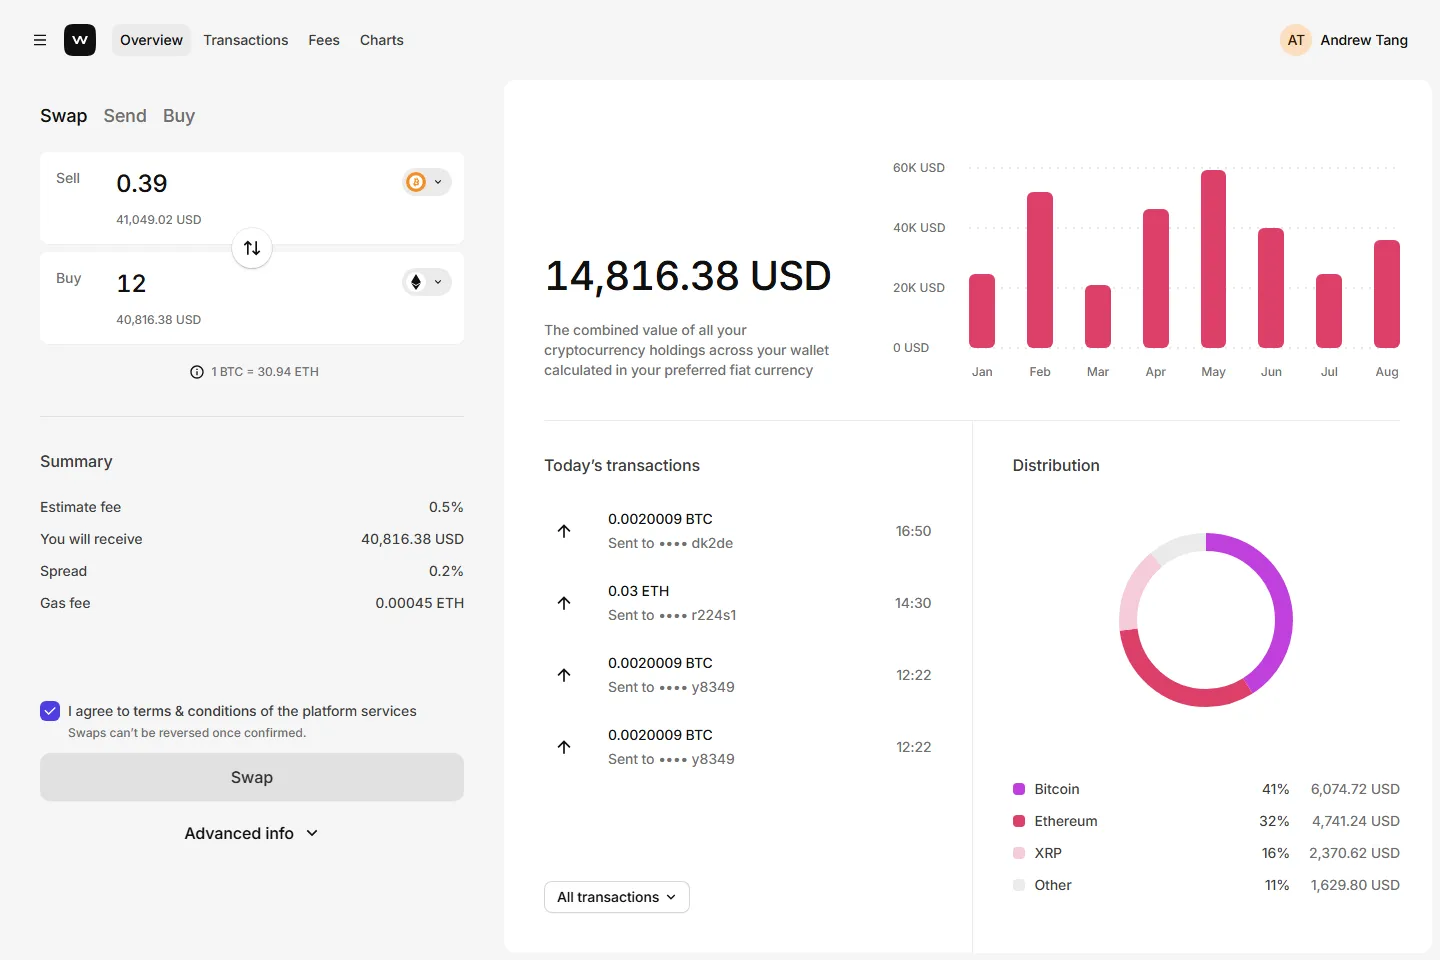 W
Overview
Transactions
Fees
Charts
AT
Andrew Tang
Swap
Send
Buy
Sell
0.39
41,049.02 USD
Buy
12
40,816.38 USD
1 BTC = 30.94 ETH
Summary
Estimate fee 0.5%
You will receive 40,816.38 USD
Spread 0.2%
Gas fee 0.00045 ETH
I agree to terms & conditions of the platform services
Swaps can't be reversed once confirmed.
Swap
Advanced info
14,816.38 USD
The combined value of all your
cryptocurrency holdings across your wallet
calculated in your preferred fiat currency
60K USD
40K USD
20K USD
0 USD
Jan Feb Mar Apr May Jun Jul Aug
Today’s transactions
0.0020009 BTC
Sent to •••• dk2de
16:50
0.03 ETH
Sent to •••• r224s1
14:30
0.0020009 BTC
Sent to •••• y8349
12:22
0.0020009 BTC
Sent to •••• y8349
12:22
All transactions
Distribution
Bitcoin 41% 6,074.72 USD
Ethereum 32% 4,741.24 USD
XRP 16% 2,370.62 USD
Other 11% 1,629.80 USD